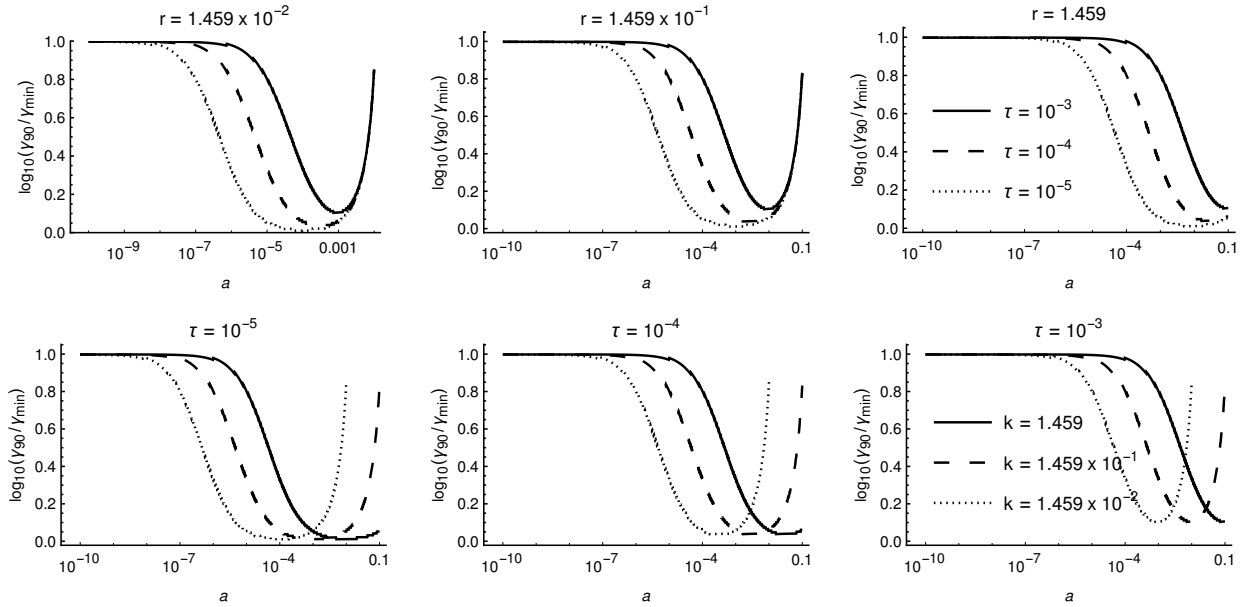 r = 1.459 x 10⁻²
log₁₀(γ₉₀/γₘᵢₙ)
1.0
0.8
0.6
0.4
0.2
0.0
10⁻⁹
10⁻⁷
10⁻⁵
0.001
a
r = 1.459 x 10⁻¹
log₁₀(γ₉₀/γₘᵢₙ)
1.0
0.8
0.6
0.4
0.2
0.0
10⁻¹⁰
10⁻⁷
10⁻⁴
0.1
a
r = 1.459
log₁₀(γ₉₀/γₘᵢₙ)
1.0
0.8
0.6
0.4
0.2
0.0
τ = 10⁻³
τ = 10⁻⁴
τ = 10⁻⁵
10⁻¹⁰
10⁻⁷
10⁻⁴
0.1
a
τ = 10⁻⁵
log₁₀(γ₉₀/γₘᵢₙ)
1.0
0.8
0.6
0.4
0.2
0.0
10⁻¹⁰
10⁻⁷
10⁻⁴
0.1
a
τ = 10⁻⁴
log₁₀(γ₉₀/γₘᵢₙ)
1.0
0.8
0.6
0.4
0.2
0.0
10⁻¹⁰
10⁻⁷
10⁻⁴
0.1
a
τ = 10⁻³
log₁₀(γ₉₀/γₘᵢₙ)
1.0
0.8
0.6
0.4
0.2
0.0
k = 1.459
k = 1.459 x 10⁻¹
k = 1.459 x 10⁻²
10⁻¹⁰
10⁻⁷
10⁻⁴
0.1
a